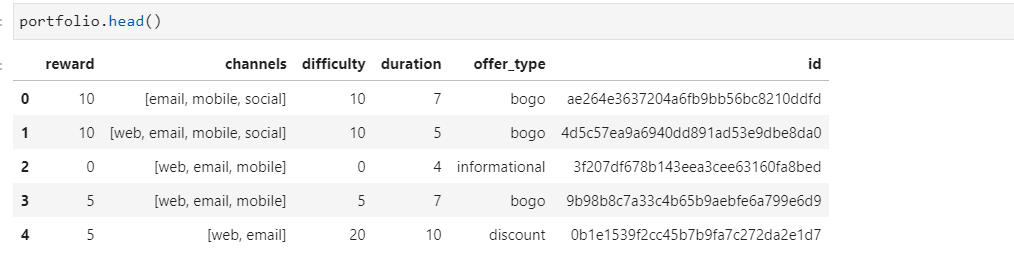 portfolio.head()
reward channels difficulty duration offer_type id
0 10 [email, mobile, social] 10 7 bogo ae264e3637204a6fb9bb56bc8210ddfd
1 10 [web, email, mobile, social] 10 5 bogo 4d5c57ea9a6940dd891ad53e9dbe8da0
2 0 [web, email, mobile] 0 4 informational 3f207df678b143eea3cee63160fa8bed
3 5 [web, email, mobile] 5 7 bogo 9b98b8c7a33c4b65b9aebfe6a799e6d9
4 5 [web, email] 20 10 discount 0b1e1539f2cc45b7b9fa7c272da2e1d7